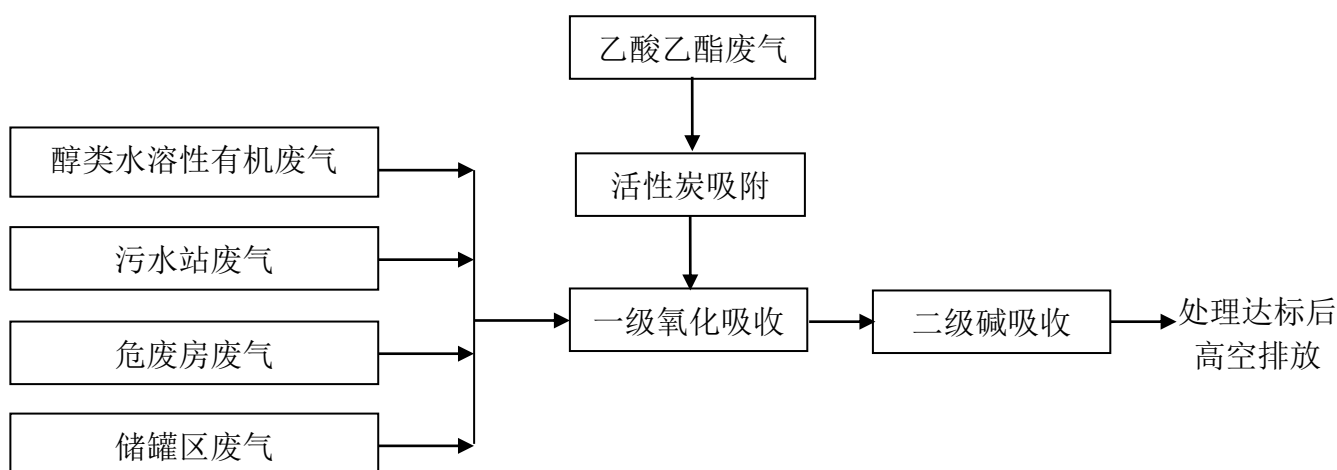 乙酸乙酯废气
醇类水溶性有机废气
活性炭吸附
污水站废气
一级氧化吸收
二级碱吸收
处理达标后
高空排放
危废房废气
储罐区废气